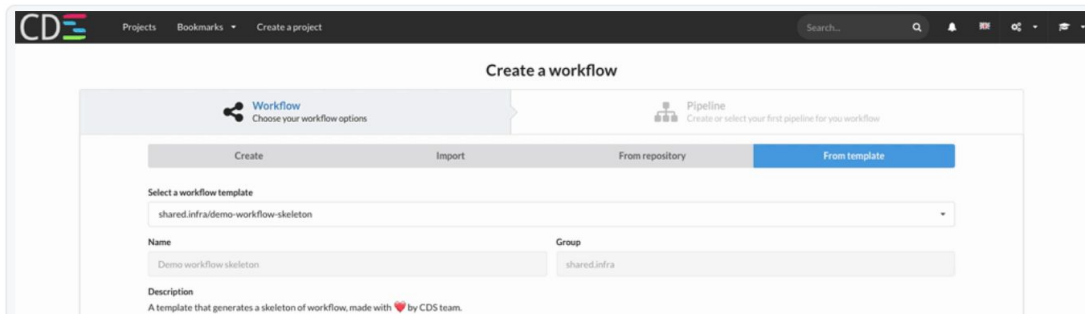 CDS
Projects Bookmarks Create a project Search...
Create a workflow
Workflow Pipeline
Choose your workflow options Create or select your first pipeline for you workflow
Create Import From repository From template
Select a workflow template
shared.infra/demo-workflow-skeleton
Name Group
Demo workflow skeleton shared.infra
Description
A template that generates a skeleton of workflow, made with ❤️ by CDS team.